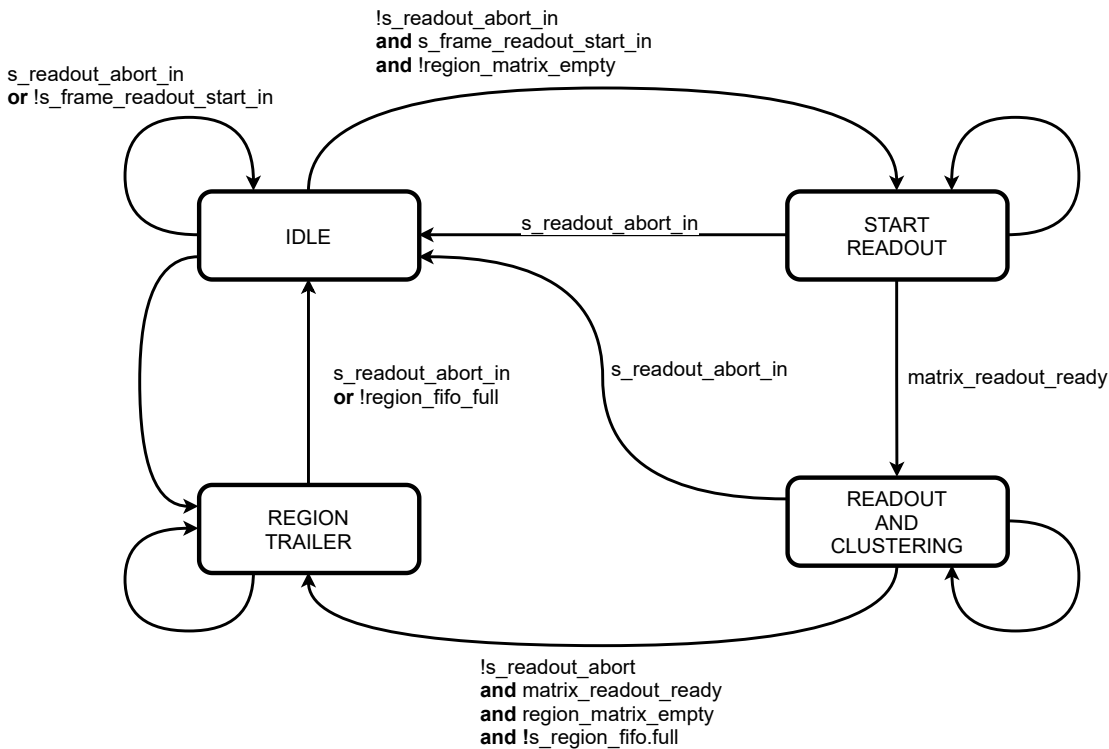 !s_readout_abort_in
and s_frame_readout_start_in
and !region_matrix_empty
s_readout_abort_in
or !s_frame_readout_start_in
IDLE
s_readout_abort_in
START
READOUT
s_readout_abort_in
or !region_fifo_full
s_readout_abort_in
matrix_readout_ready
REGION
TRAILER
READOUT
AND
CLUSTERING
!s_readout_abort
and matrix_readout_ready
and region_matrix_empty
and !s_region_fifo.full